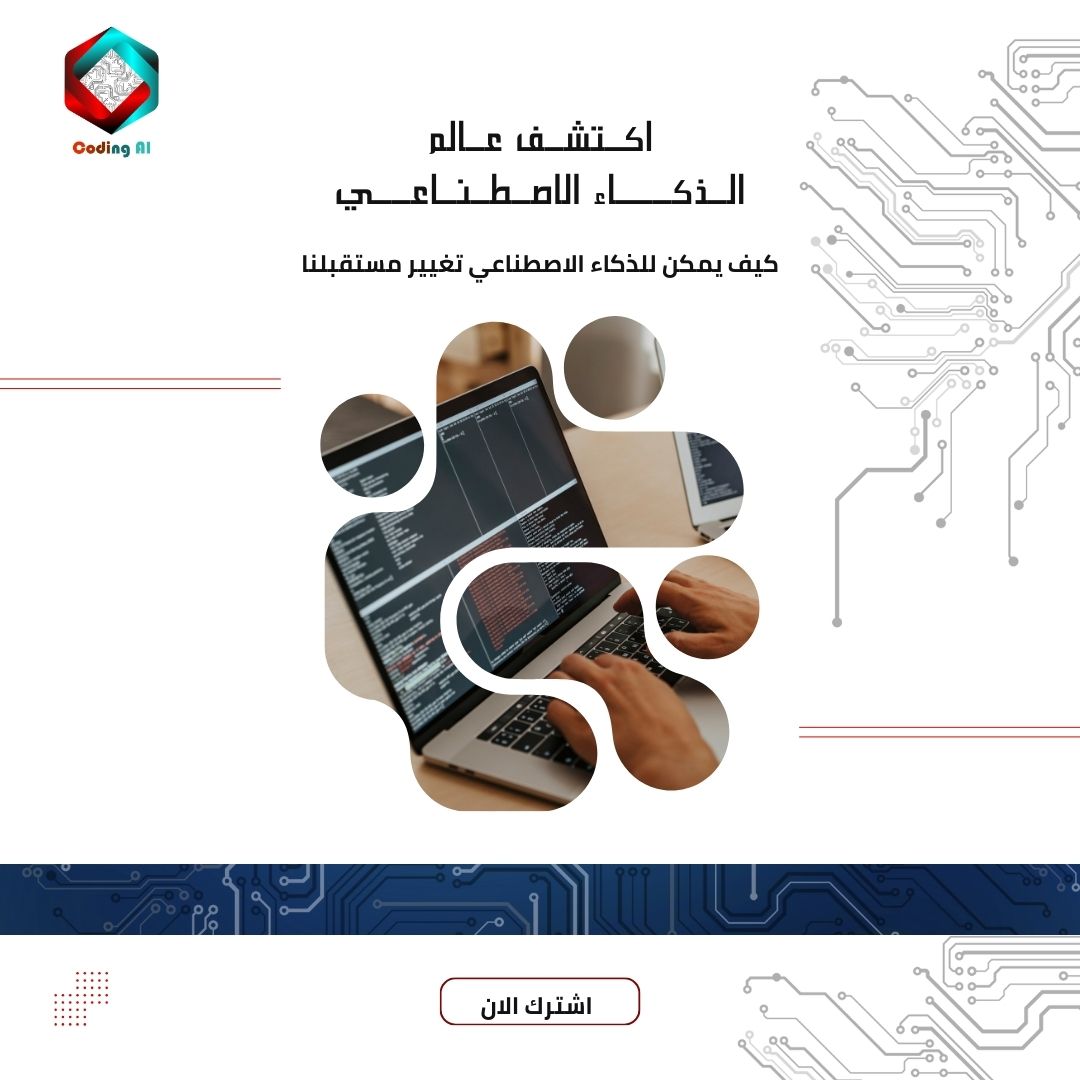 Coding AI
اكتشف عالم
الذكاء الاصطناعي
كيف يمكن للذكاء الاصطناعي تغيير مستقبلنا
اشترك الان